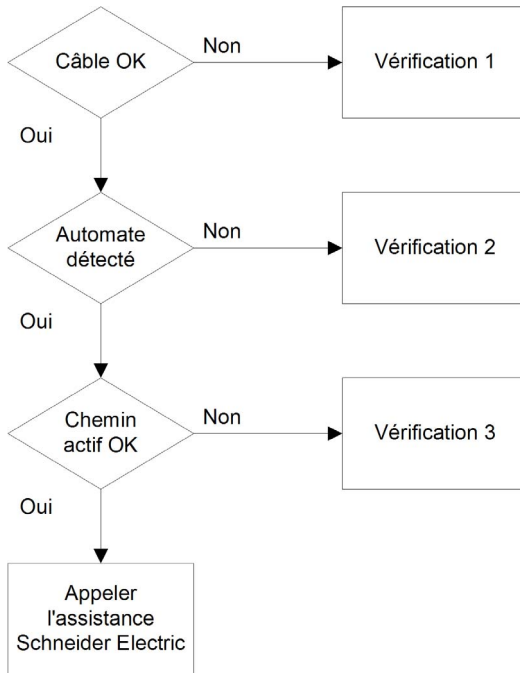 Câble OK
Non
Vérification 1
Oui
Automate
détecté
Non
Vérification 2
Oui
Chemin
actif OK
Non
Vérification 3
Oui
Appeler
l'assistance
Schneider Electric